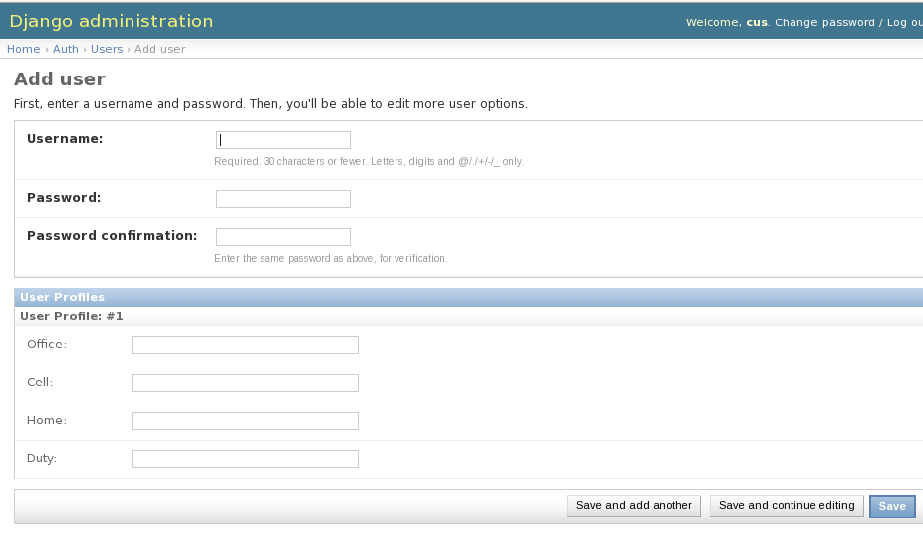 Django administration
Welcome, cus. Change password / Log ou
Home › Auth › Users › Add user
Add user
First, enter a username and password. Then, you'll be able to edit more user options.
Username:
Required. 30 characters or fewer. Letters, digits and @/./+/-/_ only.
Password:
Password confirmation:
Enter the same password as above, for verification.
User Profiles
User Profile: #1
Office:
Cell:
Home:
Duty:
Save and add another Save and continue editing Save